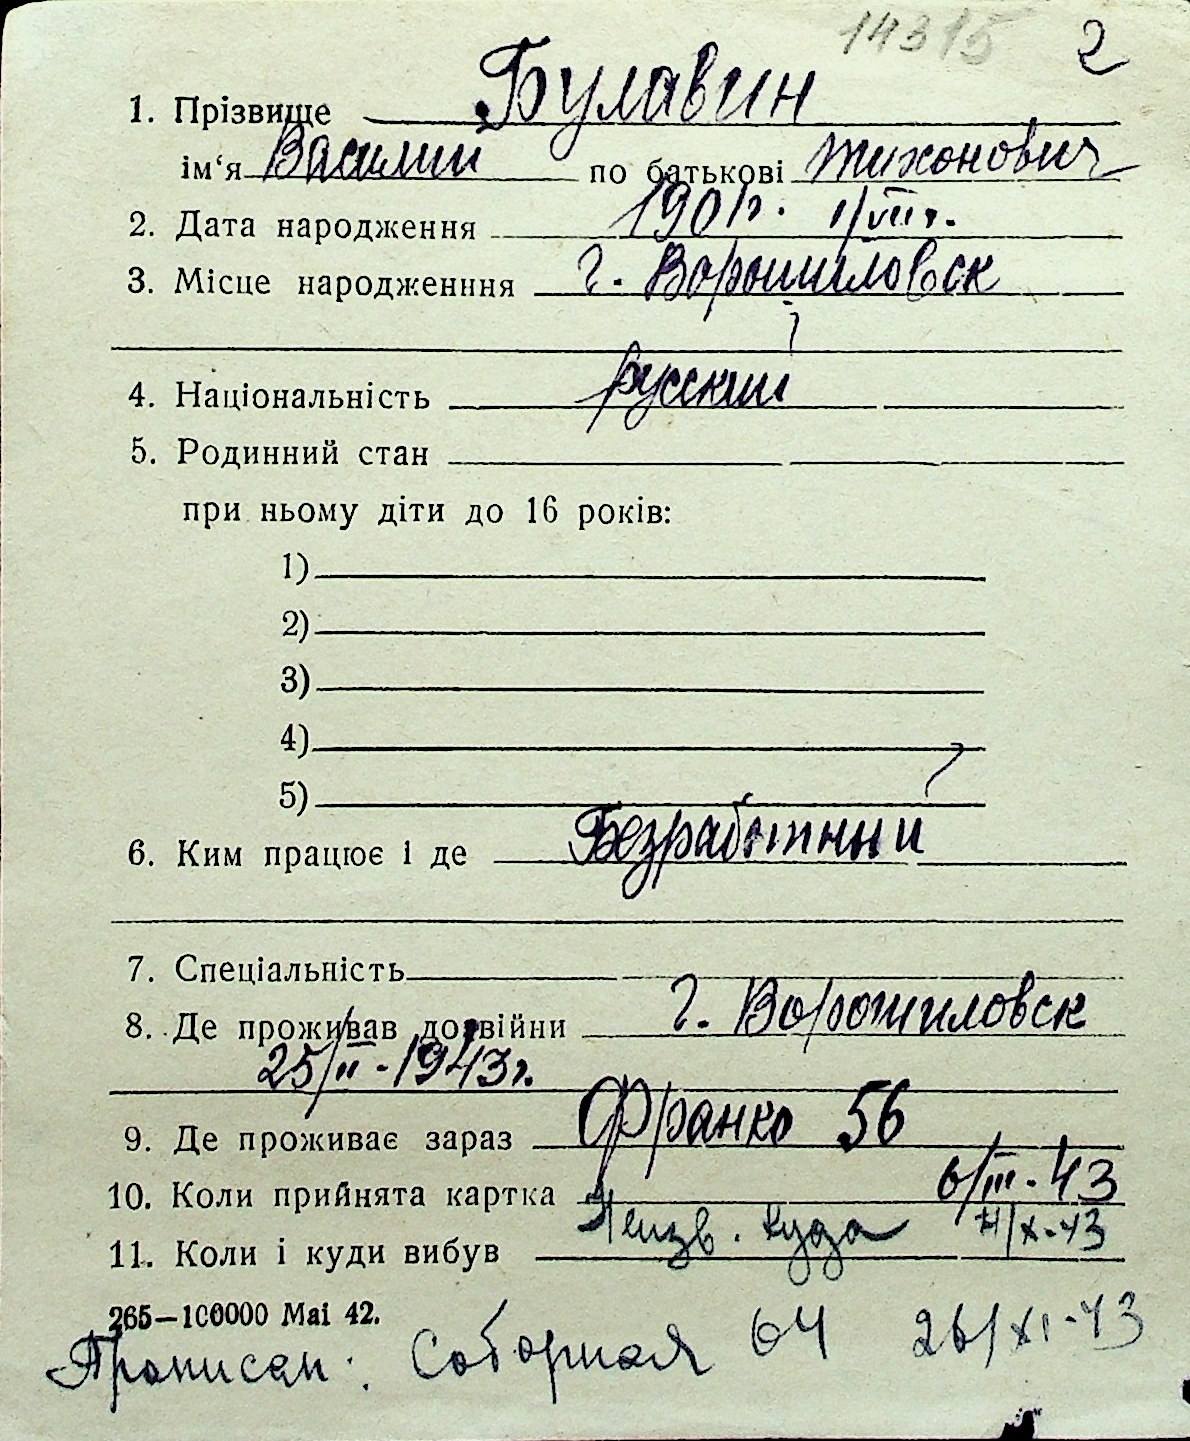 14315 2
1. Прізвище Булавин
ім‘я Василий по батькові Тихонович
2. Дата народження 1901г. 1/VIIг.
3. Місце народженння г. Ворошиловск
4. Національність русский
5. Родинний стан
при ньому діти до 16 років:
1)
2)
3)
4)
5)
6. Ким працює і де Безработный
7. Спеціальність
8. Де проживав до війни г. Ворошиловск
25/II-1943г.
9. Де проживає зараз Франко 56
10. Коли прийнята картка 6/III-43
11. Коли і куди вибув Неизв. куда /X-43
265—100000 Mai 42.
Прописан: Соборная 64 26/XI-43